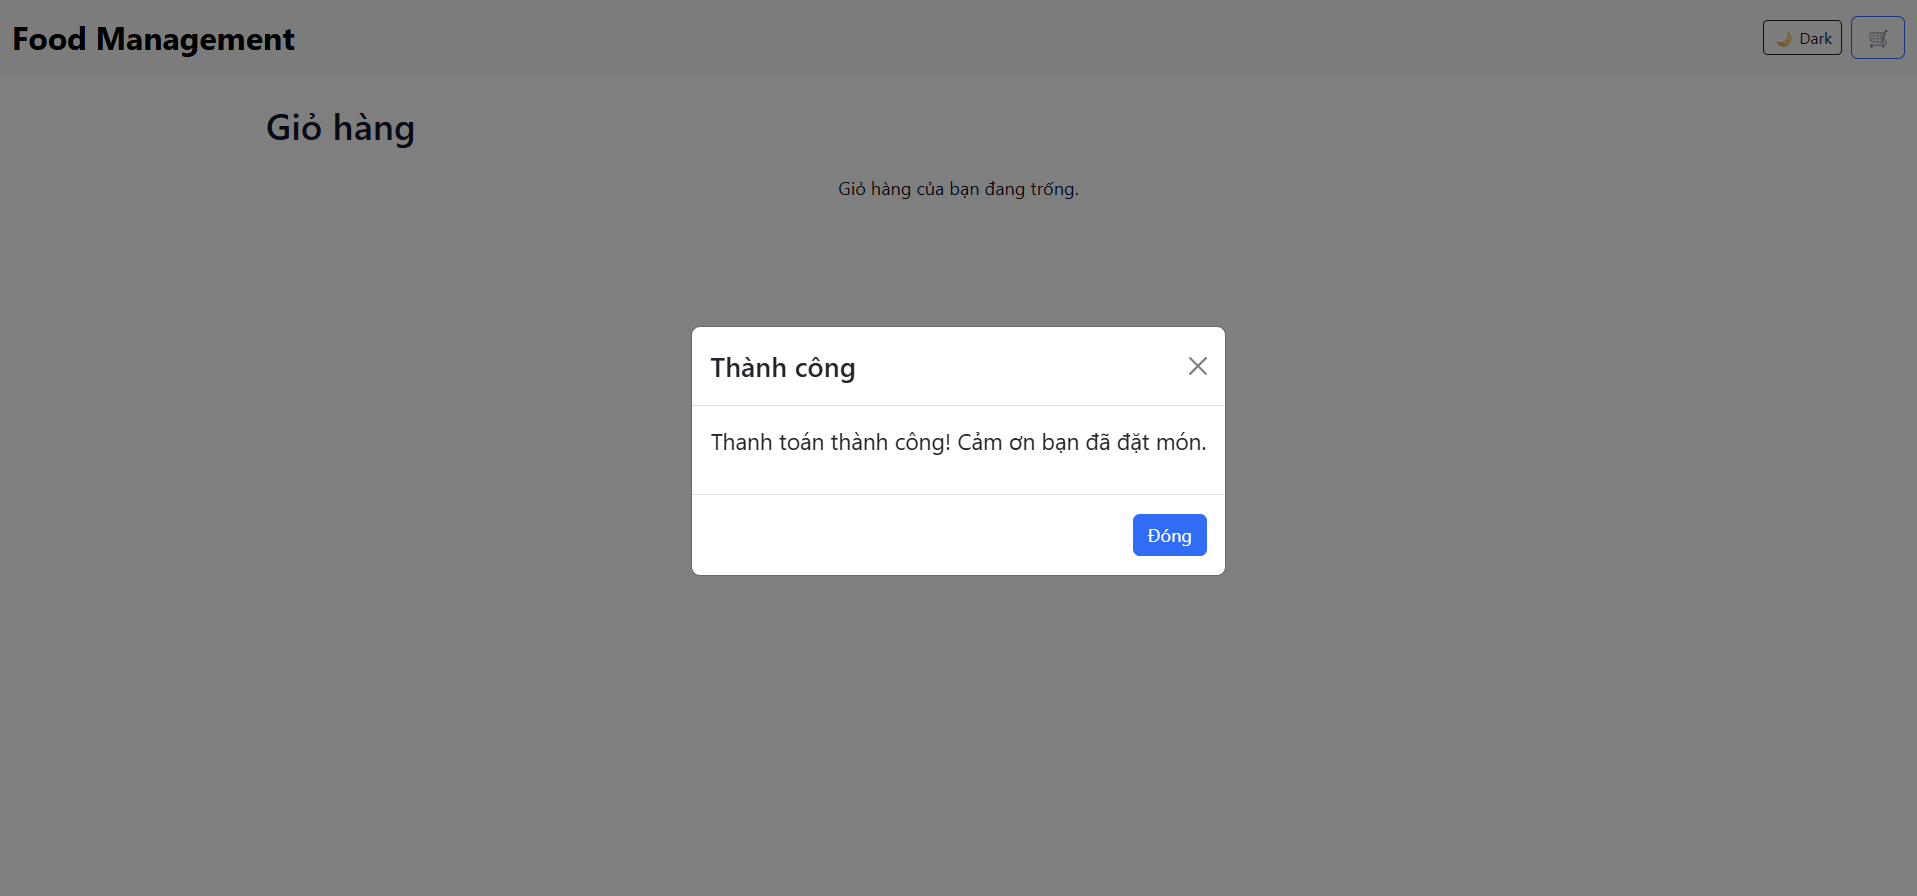 Food Management
Dark
Giỏ hàng
Giỏ hàng của bạn đang trống.
Thành công
Thanh toán thành công! Cảm ơn bạn đã đặt món.
Đóng